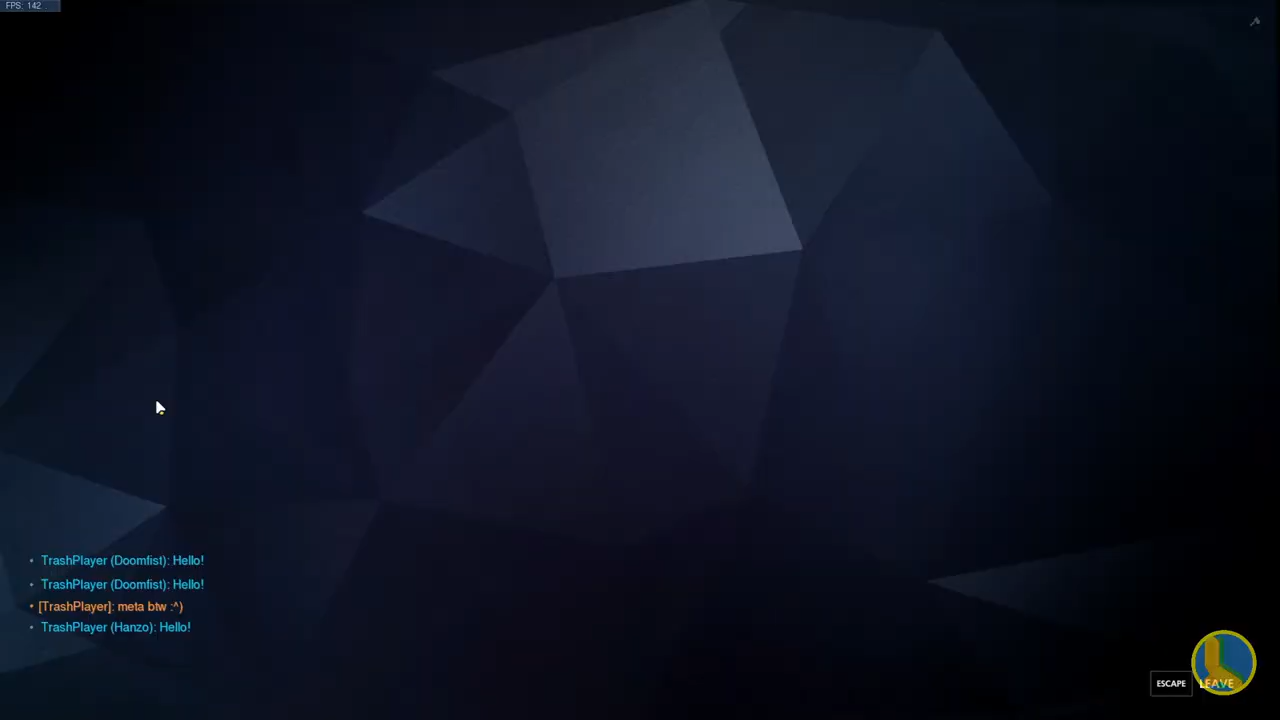 FPS: 142
TrashPlayer (Doomfist): Hello!
TrashPlayer (Doomfist): Hello!
[TrashPlayer]: meta btw :^)
TrashPlayer (Hanzo): Hello!
ESCAPE LEAVE